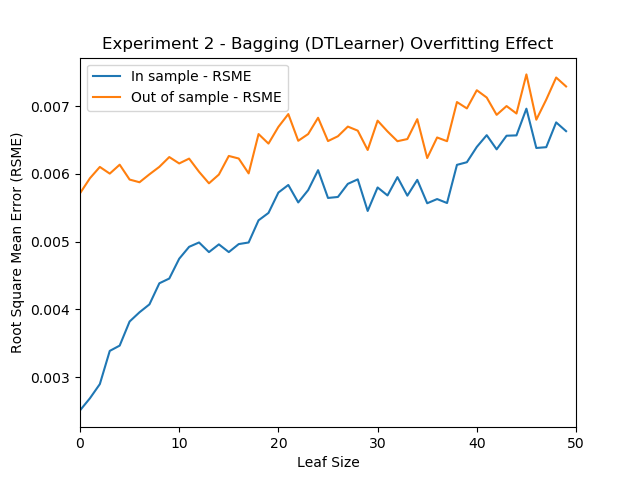 Experiment 2 - Bagging (DTLearner) Overfitting Effect
In sample - RSME
Out of sample - RSME
Root Square Mean Error (RSME)
0.007
0.006
0.005
0.004
0.003
0
10
20
30
40
50
Leaf Size